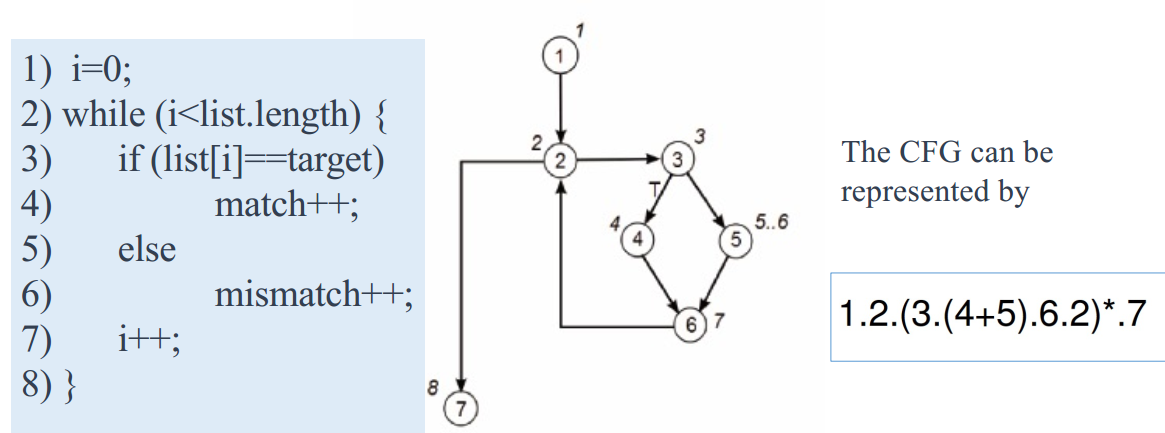 1) i=0;
2) while (i<list.length) {
3) if (list[i]==target)
4) match++;
5) else
6) mismatch++;
7) i++;
8) }
1
1
2
2
3
3
T
4
4
5..6
5
6
7
8
7
The CFG can be
represented by
1.2.(3.(4+5).6.2)*.7